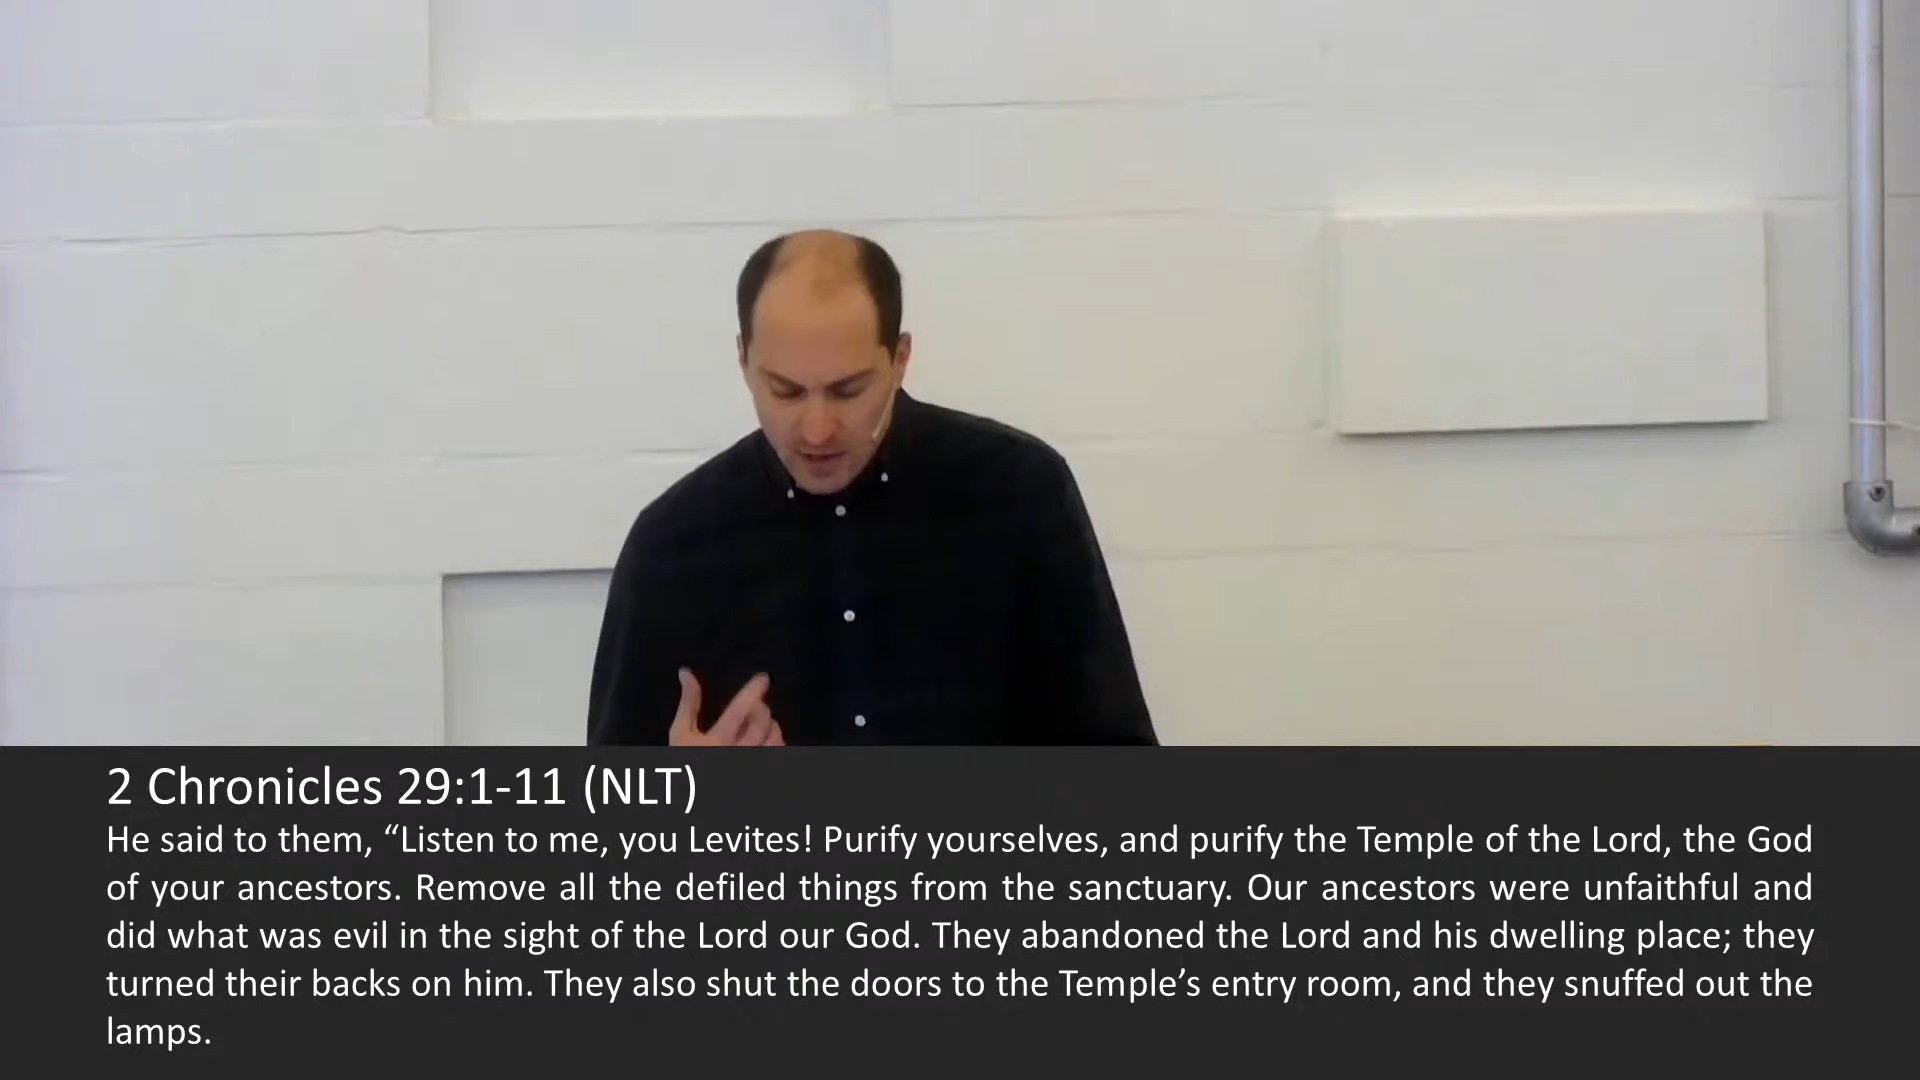 2 Chronicles 29:1-11 (NLT)
He said to them, “Listen to me, you Levites! Purify yourselves, and purify the Temple of the Lord, the God
of your ancestors. Remove all the defiled things from the sanctuary. Our ancestors were unfaithful and
did what was evil in the sight of the Lord our God. They abandoned the Lord and his dwelling place; they
turned their backs on him. They also shut the doors to the Temple’s entry room, and they snuffed out the
lamps.